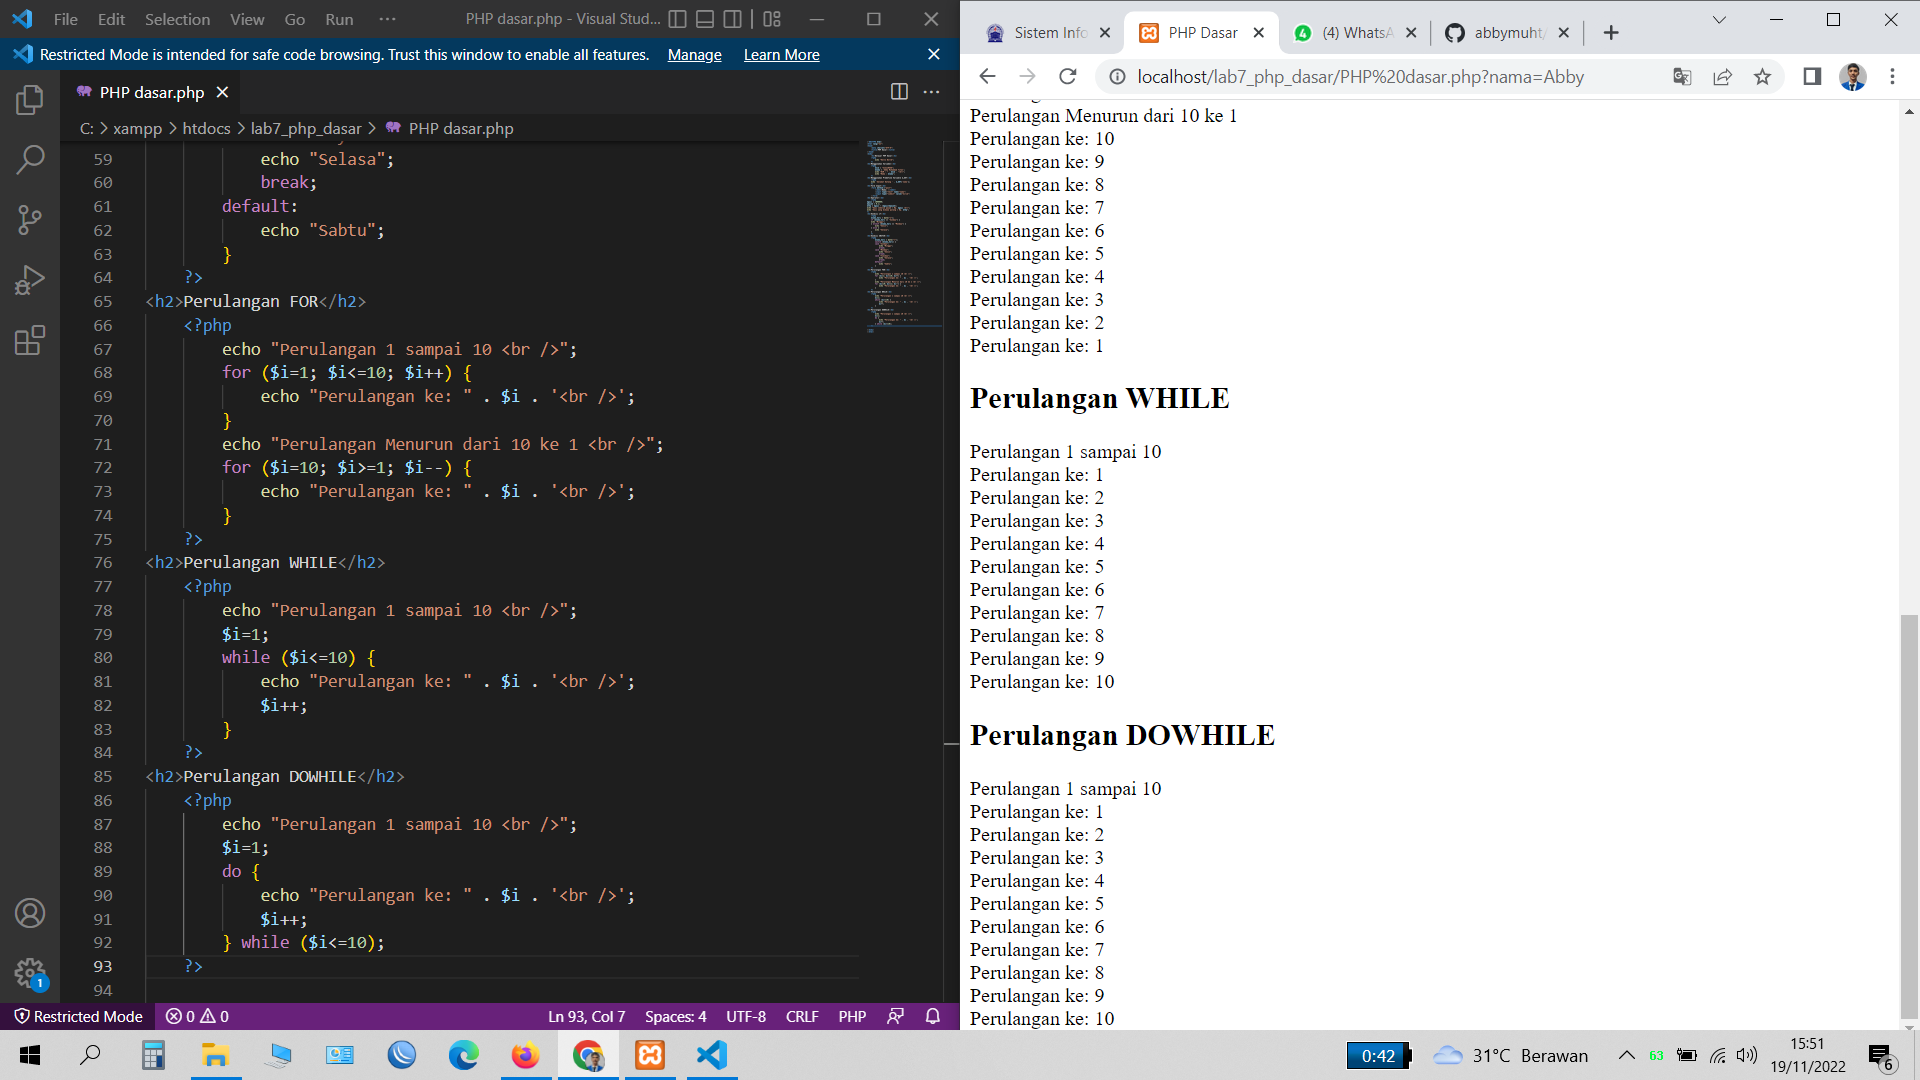 File Edit Selection View Go Run ··· PHP dasar.php - Visual Stud...
Restricted Mode is intended for safe code browsing. Trust this window to enable all features. Manage Learn More
PHP dasar.php
C: > xampp > htdocs > lab7_php_dasar > PHP dasar.php
59 echo "Selasa";
60 break;
61 default:
62 echo "Sabtu";
63 }
64 ?>
65 <h2>Perulangan FOR</h2>
66 <?php
67 echo "Perulangan 1 sampai 10 <br />";
68 for ($i=1; $i<=10; $i++) {
69 echo "Perulangan ke: " . $i . '<br />';
70 }
71 echo "Perulangan Menurun dari 10 ke 1 <br />";
72 for ($i=10; $i>=1; $i--) {
73 echo "Perulangan ke: " . $i . '<br />';
74 }
75 ?>
76 <h2>Perulangan WHILE</h2>
77 <?php
78 echo "Perulangan 1 sampai 10 <br />";
79 $i=1;
80 while ($i<=10) {
81 echo "Perulangan ke: " . $i . '<br />';
82 $i++;
83 }
84 ?>
85 <h2>Perulangan DOWHILE</h2>
86 <?php
87 echo "Perulangan 1 sampai 10 <br />";
88 $i=1;
89 do {
90 echo "Perulangan ke: " . $i . '<br />';
91 $i++;
92 } while ($i<=10);
93 ?>
94
1
Restricted Mode 0 0 Ln 93, Col 7 Spaces: 4 UTF-8 CRLF PHP
Sistem Info PHP Dasar (4) WhatsA abbymuht/
localhost/lab7_php_dasar/PHP%20dasar.php?nama=Abby
Perulangan Menurun dari 10 ke 1
Perulangan ke: 10
Perulangan ke: 9
Perulangan ke: 8
Perulangan ke: 7
Perulangan ke: 6
Perulangan ke: 5
Perulangan ke: 4
Perulangan ke: 3
Perulangan ke: 2
Perulangan ke: 1
Perulangan WHILE
Perulangan 1 sampai 10
Perulangan ke: 1
Perulangan ke: 2
Perulangan ke: 3
Perulangan ke: 4
Perulangan ke: 5
Perulangan ke: 6
Perulangan ke: 7
Perulangan ke: 8
Perulangan ke: 9
Perulangan ke: 10
Perulangan DOWHILE
Perulangan 1 sampai 10
Perulangan ke: 1
Perulangan ke: 2
Perulangan ke: 3
Perulangan ke: 4
Perulangan ke: 5
Perulangan ke: 6
Perulangan ke: 7
Perulangan ke: 8
Perulangan ke: 9
Perulangan ke: 10
0:42 31°C Berawan 63 15:51
19/11/2022 6